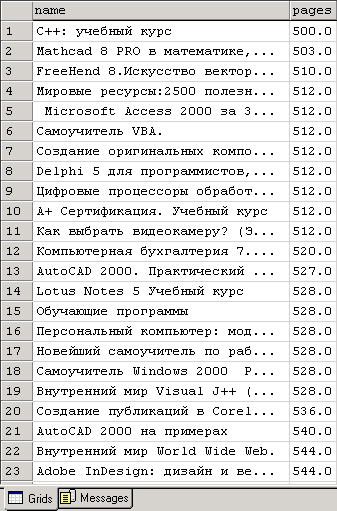 name pages
1 C++: учебный курс 500.0
2 Mathcad 8 PRO в математике,... 503.0
3 FreeHend 8.Искусство вектор... 510.0
4 Мировые ресурсы:2500 полезн... 512.0
5 Microsoft Access 2000 за 3... 512.0
6 Самоучитель VBA. 512.0
7 Создание оригинальных компо... 512.0
8 Delphi 5 для программистов,... 512.0
9 Цифровые процессоры обработ... 512.0
10 A+ Сертификация. Учебный курс 512.0
11 Как выбрать видеокамеру? (Э... 512.0
12 Компьютерная бухгалтерия 7.... 520.0
13 AutoCAD 2000. Практический ... 527.0
14 Lotus Notes 5 Учебный курс 528.0
15 Обучающие программы 528.0
16 Персональный компьютер: мод... 528.0
17 Новейший самоучитель по раб... 528.0
18 Самоучитель Windows 2000 P... 528.0
19 Внутренний мир Visual J++ (... 528.0
20 Создание публикаций в Corel... 536.0
21 AutoCAD 2000 на примерах 540.0
22 Внутренний мир World Wide Web. 544.0
23 Adobe InDesign: дизайн и ве... 544.0
Grids Messages